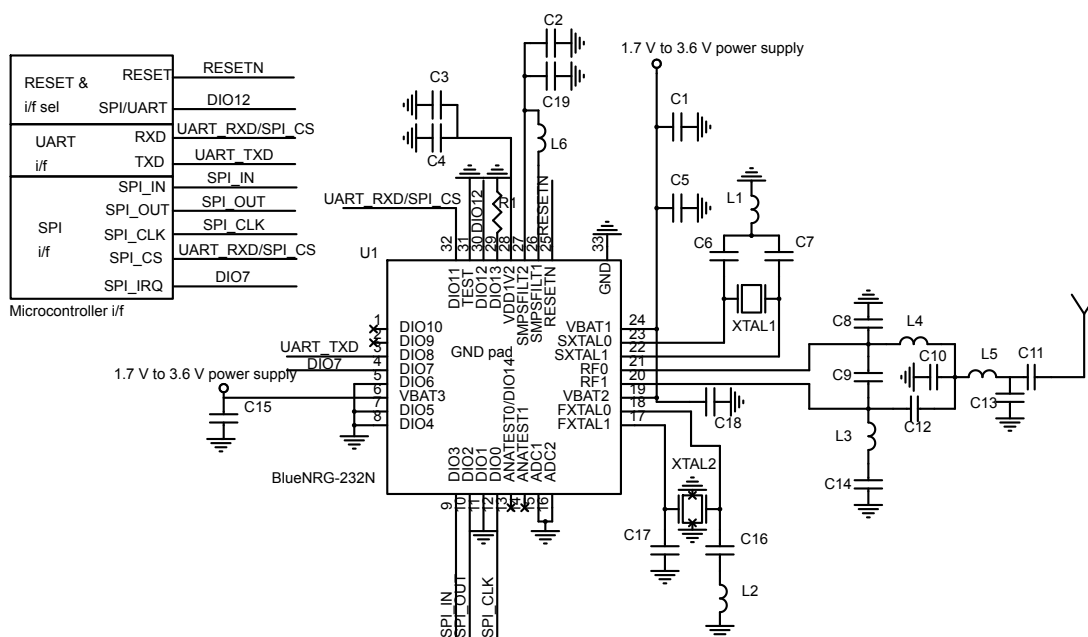 C2
1.7 V to 3.6 V power supply
RESET & i/f sel
RESET
RESETN
SPI/UART
DIO12
UART i/f
RXD
UART_RXD/SPI_CS
TXD
UART_TXD
SPI i/f
SPI_IN
SPI_IN
SPI_OUT
SPI_OUT
SPI_CLK
SPI_CLK
SPI_CS
UART_RXD/SPI_CS
SPI_IRQ
DIO7
Microcontroller i/f
C3
C4
C19
L6
C1
C5
L1
C6
C7
XTAL1
UART_RXD/SPI_CS
DIO12
R1
RESETN
32
31
30
29
28
27
26
25
33
U1
DIO11
TEST
DIO12
DIO13
VDD1V2
SMPSFILT2
SMPSFILT1
RESETN
GND
1
DIO10
2
DIO9
UART_TXD
3
DIO8
DIO7
4
DIO7
5
DIO6
1.7 V to 3.6 V power supply
6
VBAT3
7
DIO5
8
DIO4
C15
GND pad
VBAT1
24
SXTAL0
23
SXTAL1
22
RF0
21
RF1
20
VBAT2
19
FXTAL0
18
FXTAL1
17
DIO3
DIO2
DIO1
DIO0
ANATEST0/DIO14
ANATEST1
ADC1
ADC2
BlueNRG-232N
9
10
11
12
13
14
15
16
SPI_IN
SPI_OUT
SPI_CLK
C18
XTAL2
C17
C16
L2
C8
L4
C9
C10
L5
C11
C13
C12
L3
C14